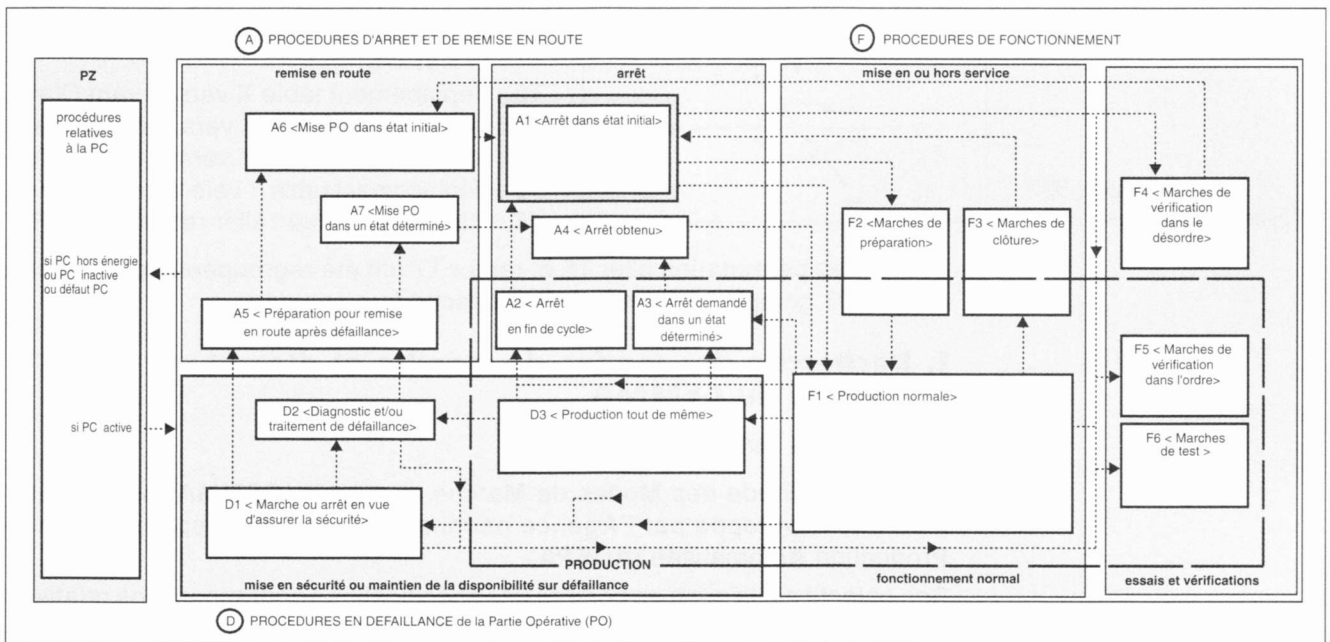 A PROCEDURES D'ARRET ET DE REMISE EN ROUTE
F PROCEDURES DE FONCTIONNEMENT
PZ
procédures
relatives
à la PC
si PC hors énergie
ou PC inactive
ou défaut PC
si PC active
remise en route
A6 <Mise PO dans état initial>
A7 <Mise PO
dans un état déterminé>
A5 < Préparation pour remise
en route après défaillance>
arrêt
A1 <Arrêt dans état initial>
A4 < Arrêt obtenu>
A2 < Arrêt
en fin de cycle>
A3 < Arrêt demandé
dans un état
déterminé>
mise en ou hors service
F2 <Marches de
préparation>
F3 < Marches de
clôture>
F4 < Marches de
vérification
dans le
désordre>
F5 < Marches de
vérification
dans l'ordre>
F6 < Marches
de test >
F1 < Production normale>
D2 <Diagnostic et/ou
traitement de défaillance>
D3 < Production tout de même>
D1 < Marche ou arrêt en vue
d'assurer la sécurité>
PRODUCTION
mise en sécurité ou maintien de la disponibilité sur défaillance
fonctionnement normal
essais et vérifications
D PROCEDURES EN DEFAILLANCE de la Partie Opérative (PO)